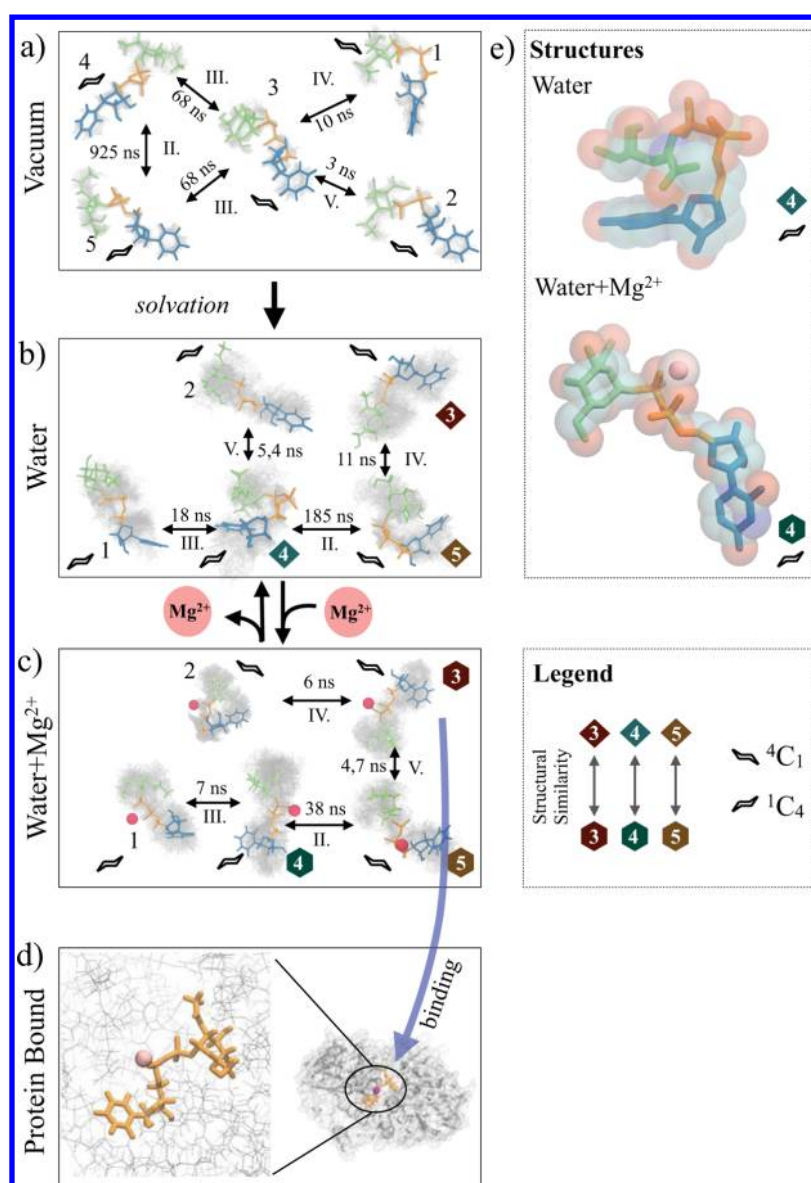 a)
Vacuum
4
III.
68 ns
3
IV.
10 ns
1
925 ns
II.
68 ns
III.
3 ns
V.
2
5
solvation
b)
Water
2
3
V.
5,4 ns
11 ns
IV.
1
18 ns
III.
4
185 ns
II.
5
Mg²⁺
Mg²⁺
c)
Water+Mg²⁺
2
6 ns
IV.
3
4,7 ns
V.
1
7 ns
III.
4
38 ns
II.
5
d)
Protein Bound
binding
e)
Structures
Water
4
Water+Mg²⁺
4
Legend
Structural
Similarity
3 4 5
3 4 5
⁴C₁
¹C₄